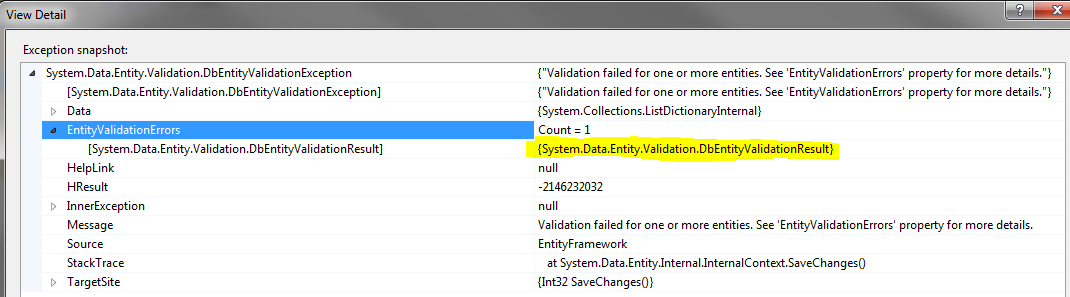 View Detail
Exception snapshot:
System.Data.Entity.Validation.DbEntityValidationException {"Validation failed for one or more entities. See 'EntityValidationErrors' property for more details."}
[System.Data.Entity.Validation.DbEntityValidationException] {"Validation failed for one or more entities. See 'EntityValidationErrors' property for more details."}
Data {System.Collections.ListDictionaryInternal}
EntityValidationErrors Count = 1
[System.Data.Entity.Validation.DbEntityValidationResult] {System.Data.Entity.Validation.DbEntityValidationResult}
HelpLink null
HResult -2146232032
InnerException null
Message Validation failed for one or more entities. See 'EntityValidationErrors' property for more details.
Source EntityFramework
StackTrace at System.Data.Entity.Internal.InternalContext.SaveChanges()
TargetSite {Int32 SaveChanges()}